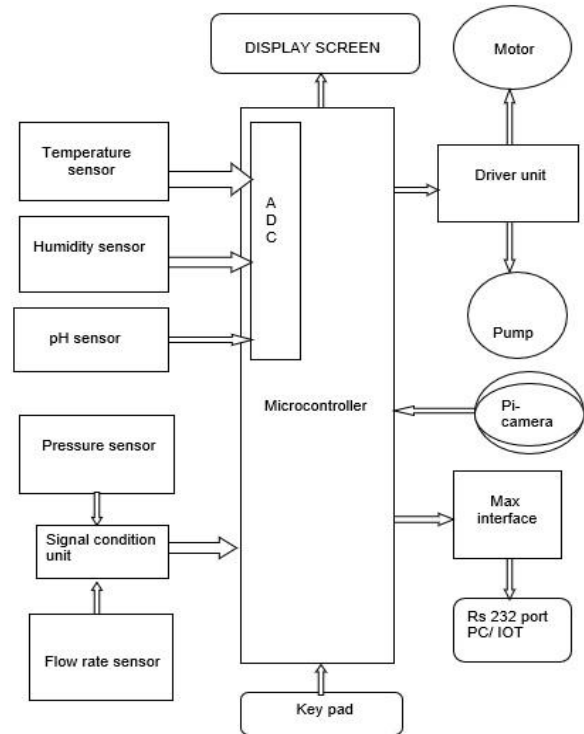 DISPLAY SCREEN
Motor
Temperature
sensor
A
D
C
Driver unit
Humidity sensor
pH sensor
Pump
Microcontroller
Pi-
camera
Pressure sensor
Signal condition
unit
Max
interface
Flow rate sensor
Rs 232 port
PC/ IOT
Key pad